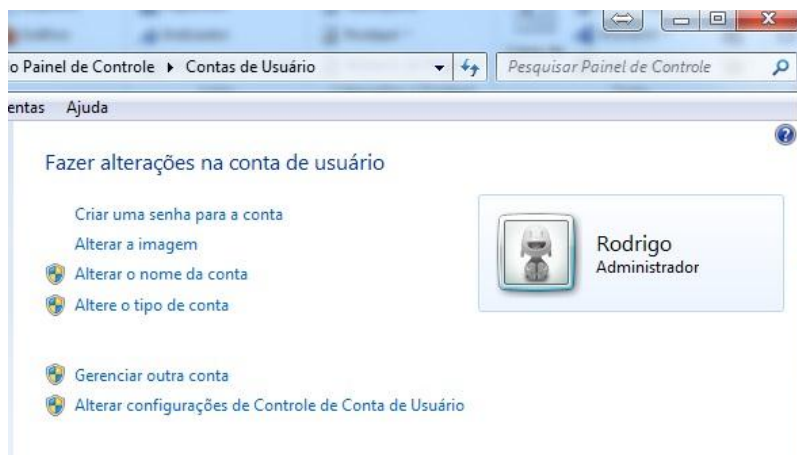 o Painel de Controle ▸ Contas de Usuário
Pesquisar Painel de Controle
entas Ajuda
Fazer alterações na conta de usuário
Criar uma senha para a conta
Alterar a imagem
Alterar o nome da conta
Altere o tipo de conta
Rodrigo
Administrador
Gerenciar outra conta
Alterar configurações de Controle de Conta de Usuário